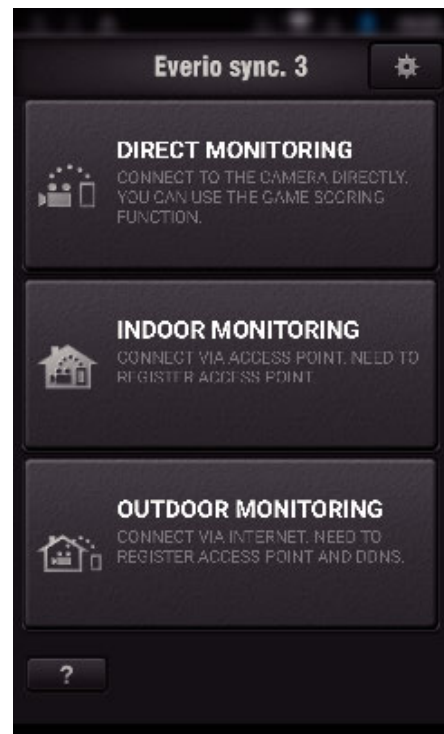 Everio sync. 3
DIRECT MONITORING
CONNECT TO THE CAMERA DIRECTLY.
YOU CAN USE THE GAME SCORING
FUNCTION.
INDOOR MONITORING
CONNECT VIA ACCESS POINT. NEED TO
REGISTER ACCESS POINT
OUTDOOR MONITORING
CONNECT VIA INTERNET. NEED TO
REGISTER ACCESS POINT AND DDNS.
?